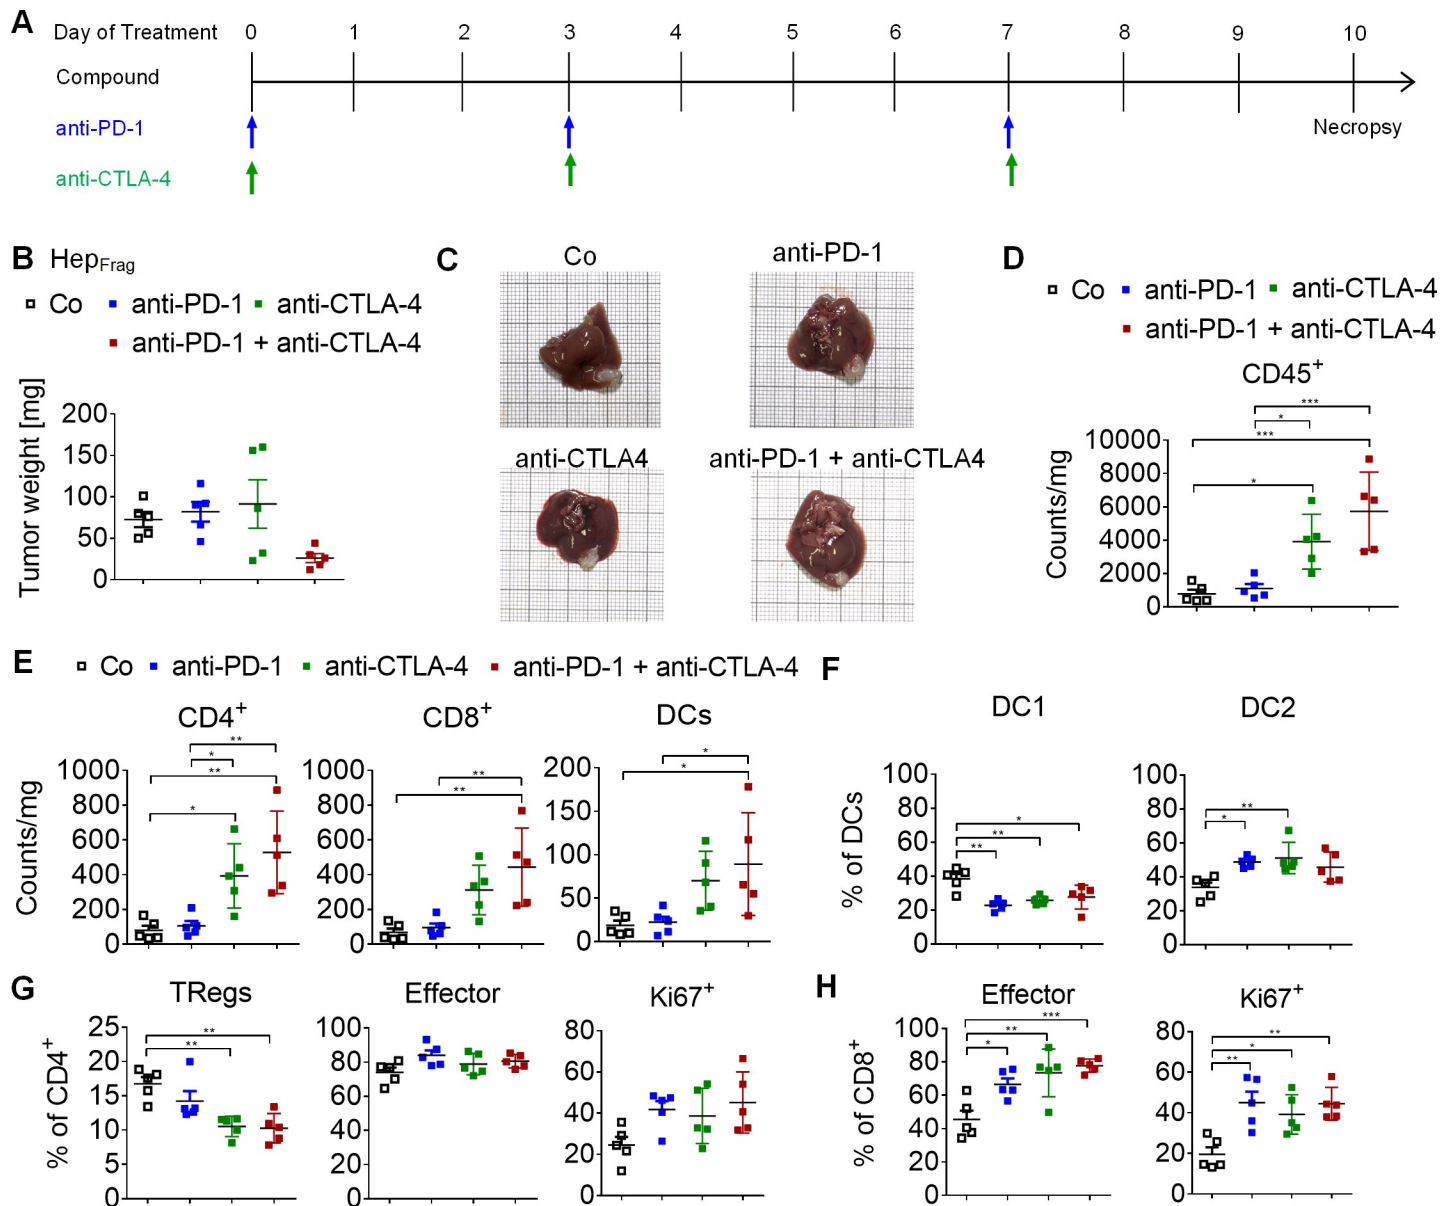 A Day of Treatment 0 1 2 3 4 5 6 7 8 9 10
Compound
anti-PD-1
Necropsy
anti-CTLA-4
B Hep Frag
Co anti-PD-1 anti-CTLA-4
anti-PD-1 + anti-CTLA-4
Tumor weight [mg]
200
150
100
50
0
C
Co
anti-PD-1
anti-CTLA4
anti-PD-1 + anti-CTLA4
D
Co anti-PD-1 anti-CTLA-4
anti-PD-1 + anti-CTLA-4
CD45+
***
*
***
*
Counts/mg
10000
8000
6000
4000
2000
0
E Co anti-PD-1 anti-CTLA-4 anti-PD-1 + anti-CTLA-4
CD4+
**
*
**
*
Counts/mg
1000
800
600
400
200
0
CD8+
**
**
1000
800
600
400
200
0
DCs
*
*
200
150
100
50
0
F
DC1
*
**
**
% of DCs
100
80
60
40
20
0
DC2
**
*
100
80
60
40
20
0
G
TRegs
**
**
% of CD4+
25
20
15
10
5
0
Effector
100
80
60
40
20
0
Ki67+
80
60
40
20
0
H
Effector
***
**
*
% of CD8+
100
80
60
40
20
0
Ki67+
**
*
**
80
60
40
20
0